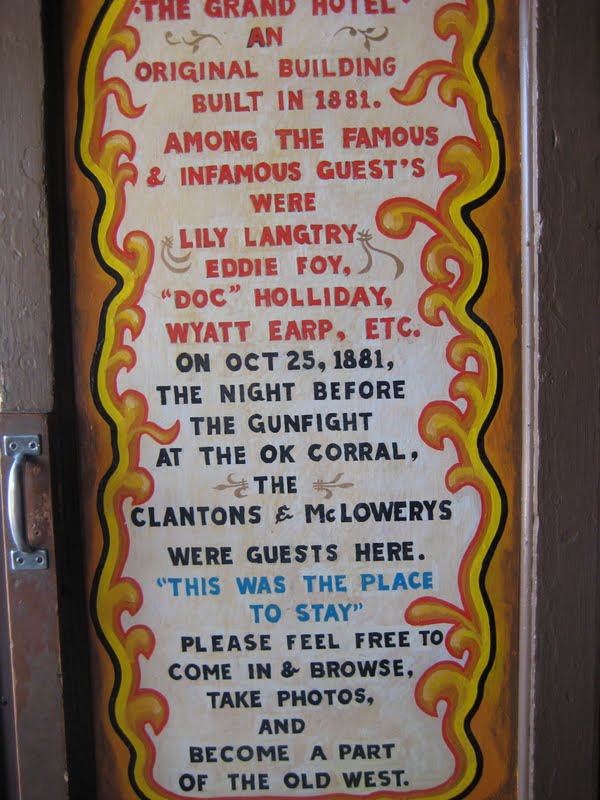 "THE GRAND HOTEL"
AN
ORIGINAL BUILDING
BUILT IN 1881.
AMONG THE FAMOUS
& INFAMOUS GUEST'S
WERE
LILY LANGTRY
EDDIE FOY,
"DOC" HOLLIDAY,
WYATT EARP, ETC.
ON OCT 25, 1881,
THE NIGHT BEFORE
THE GUNFIGHT
AT THE OK CORRAL,
THE
CLANTONS & McLOWERYS
WERE GUESTS HERE.
"THIS WAS THE PLACE
TO STAY"
PLEASE FEEL FREE TO
COME IN & BROWSE,
TAKE PHOTOS,
AND
BECOME A PART
OF THE OLD WEST.